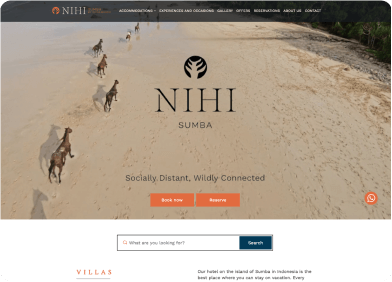 NIHI
ACCOMMODATIONS EXPERIENCES AND OCCASIONS GALLERY OFFERS RESERVATIONS ABOUT US CONTACT
NIHI
SUMBA
Socially Distant, Wildly Connected
Book now Reserve
What are you looking for? Search
VILLAS
Our hotel on the island of Sumba in Indonesia is the
best place where you can stay on vacation. Every